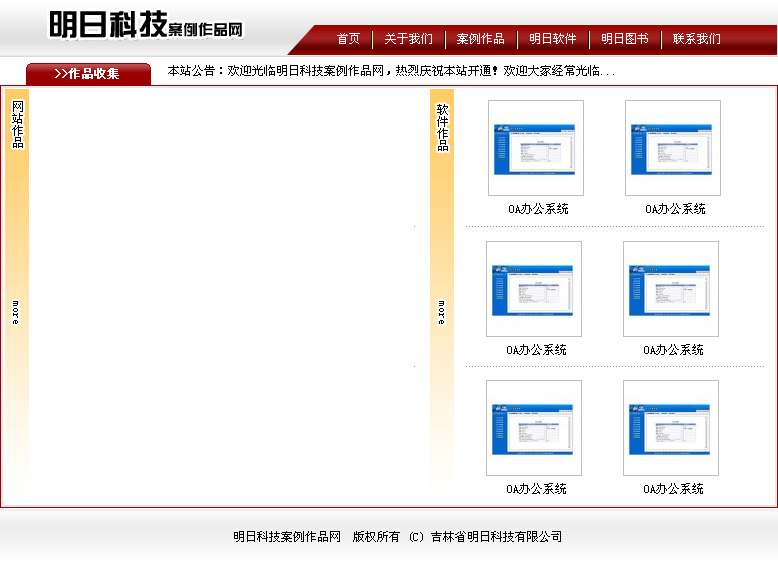 明日科技案例作品网
首页 关于我们 案例作品 明日软件 明日图书 联系我们
>>作品收集
本站公告：欢迎光临明日科技案例作品网，热烈庆祝本站开通！欢迎大家经常光临...
网站作品
more
软件作品
more
OA办公系统 OA办公系统
OA办公系统 OA办公系统
OA办公系统 OA办公系统
明日科技案例作品网 版权所有 (C) 吉林省明日科技有限公司